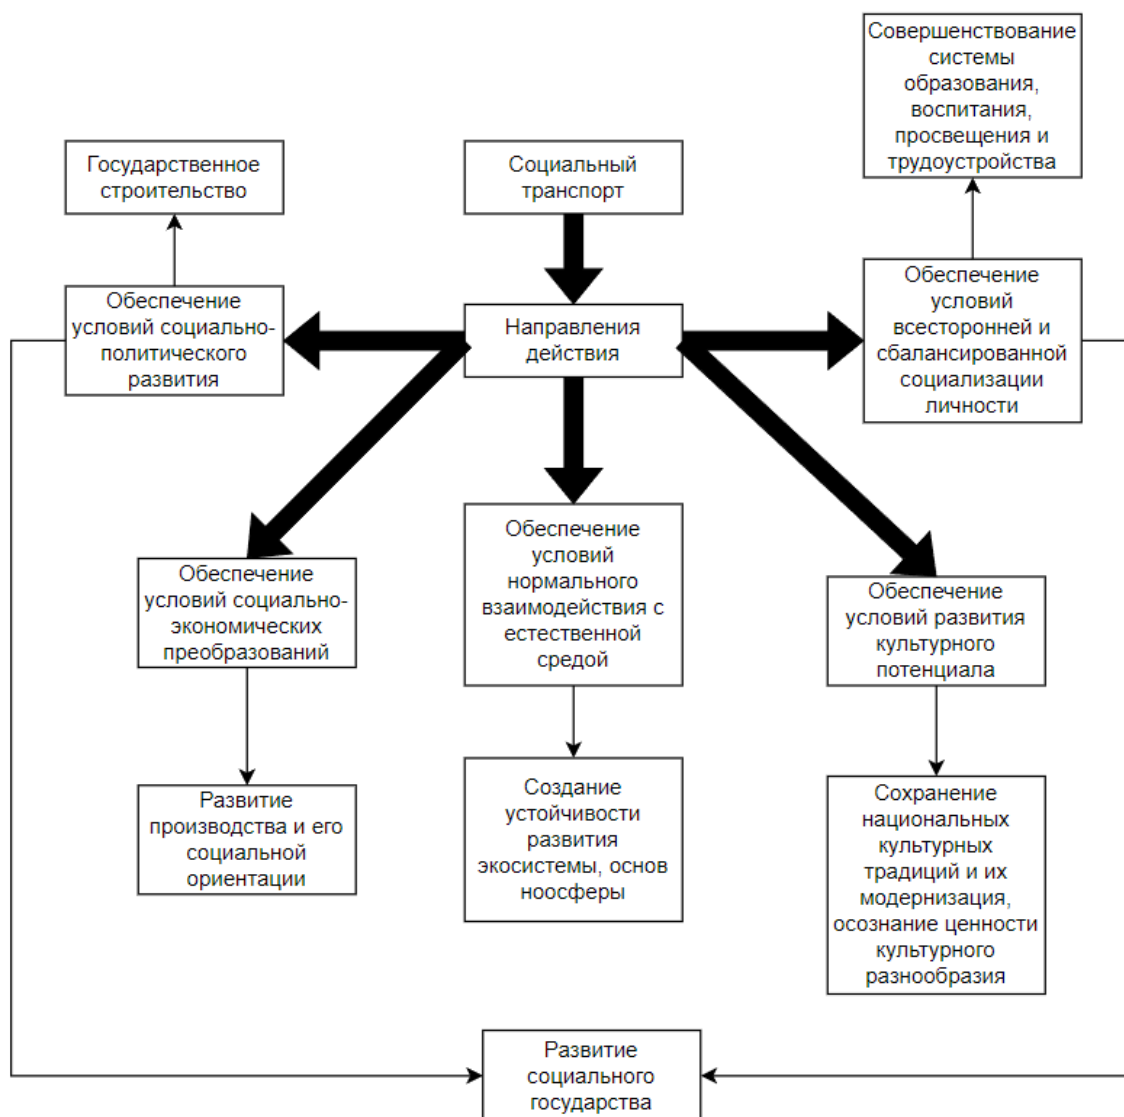 Совершенствование
системы
образования,
воспитания,
просвещения и
трудоустройства
Государственное
строительство
Социальный
транспорт
Обеспечение
условий социально-
политического
развития
Направления
действия
Обеспечение
условий
всесторонней и
сбалансированной
социализации
личности
Обеспечение
условий социально-
экономических
преобразований
Обеспечение
условий
нормального
взаимодействия с
естественной
средой
Обеспечение
условий развития
культурного
потенциала
Развитие
производства и его
социальной
ориентации
Создание
устойчивости
развития
экосистемы, основ
ноосферы
Сохранение
национальных
культурных
традиций и их
модернизация,
осознание ценности
культурного
разнообразия
Развитие
социального
государства